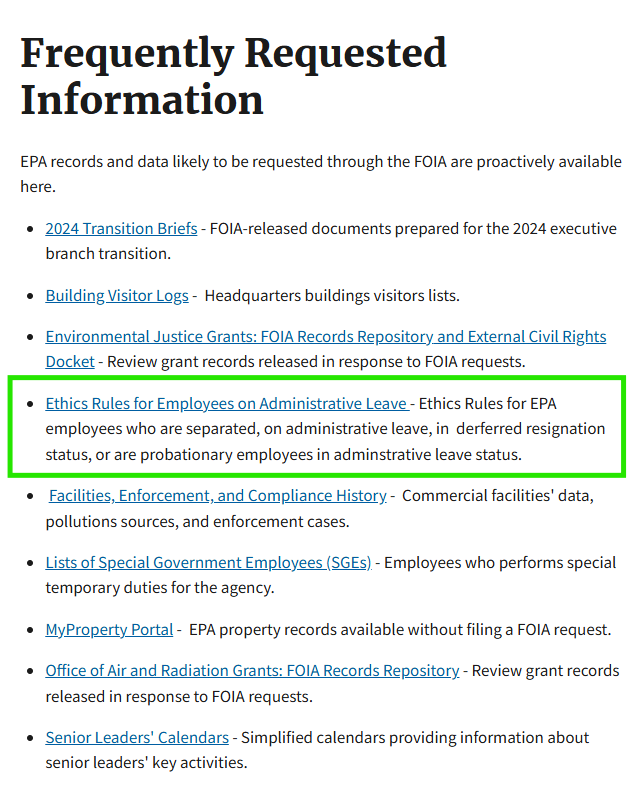 Frequently Requested
Information
EPA records and data likely to be requested through the FOIA are proactively available
here.
• 2024 Transition Briefs - FOIA-released documents prepared for the 2024 executive
branch transition.
• Building Visitor Logs -  Headquarters buildings visitors lists.
• Environmental Justice Grants: FOIA Records Repository and External Civil Rights
Docket - Review grant records released in response to FOIA requests.
• Ethics Rules for Employees on Administrative Leave - Ethics Rules for EPA
employees who are separated, on administrative leave, in  derferred resignation
status, or are probationary employees in adminstrative leave status.
• Facilities, Enforcement, and Compliance History -  Commercial facilities' data,
pollutions sources, and enforcement cases.
• Lists of Special Government Employees (SGEs) - Employees who performs special
temporary duties for the agency.
• MyProperty Portal -  EPA property records available without filing a FOIA request.
• Office of Air and Radiation Grants: FOIA Records Repository - Review grant records
released in response to FOIA requests.
• Senior Leaders' Calendars - Simplified calendars providing information about
senior leaders' key activities.